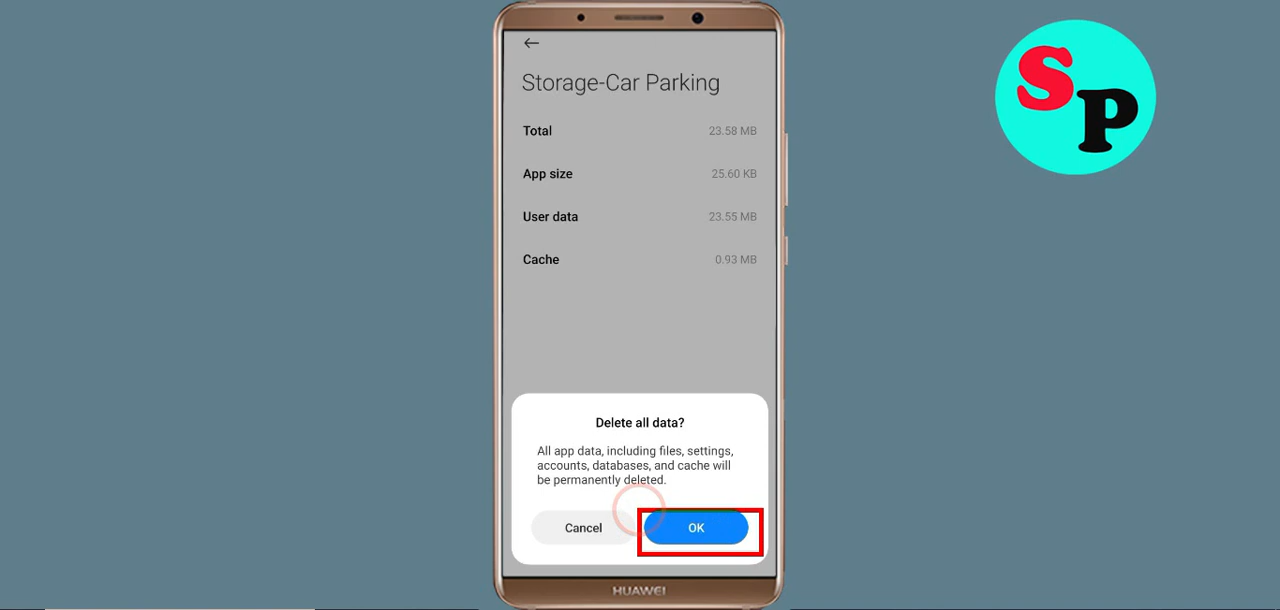 SP
Storage-Car Parking
Total 23.58 MB
App size 25.60 KB
User data 23.55 MB
Cache 0.93 MB
Delete all data?
All app data, including files, settings,
accounts, databases, and cache will
be permanently deleted.
Cancel OK
HUAWEI